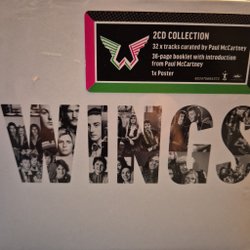 2CD COLLECTION
32 x tracks curated by Paul McCartney
36-page booklet with introduction
from Paul McCartney
1x Poster
WINGS